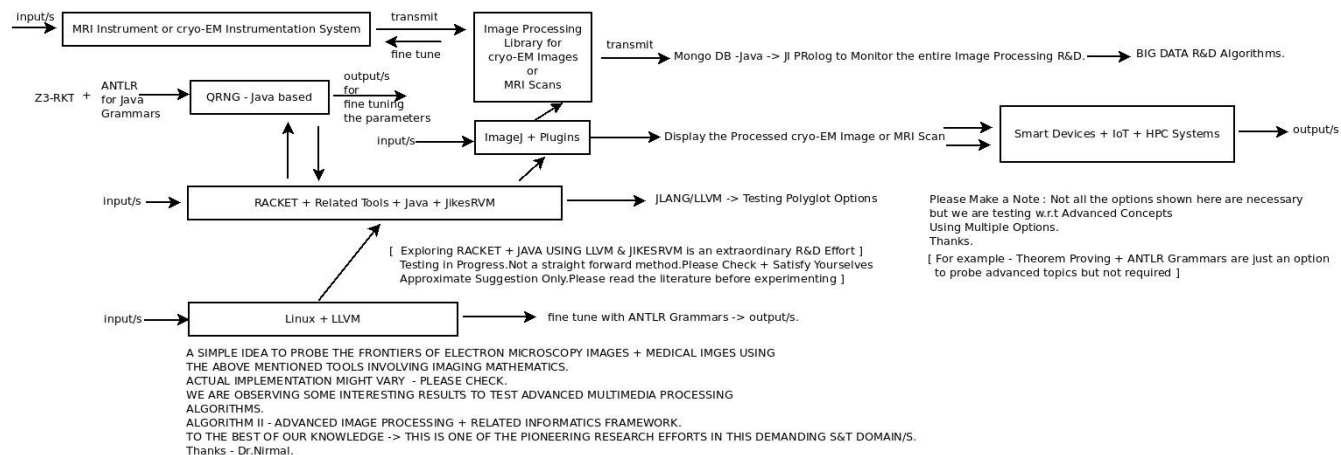 input/s
MRI Instrument or cryo-EM Instrumentation System
transmit
fine tune
Image Processing
Library for
cryo-EM Images
or
MRI Scans
transmit
Mongo DB -Java -> JI PRolog to Monitor the entire Image Processing R&D.
BIG DATA R&D Algorithms.
Z3-RKT + ANTLR
for Java
Grammars
QRNG - Java based
output/s
for
fine tuning
the parameters
input/s
ImageJ + Plugins
Display the Processed cryo-EM Image or MRI Scan
Smart Devices + IoT + HPC Systems
output/s
input/s
RACKET + Related Tools + Java + JikesRVM
JLANG/LLVM -> Testing Polyglot Options
Please Make a Note : Not all the options shown here are necessary
but we are testing w.r.t Advanced Concepts
Using Multiple Options.
Thanks.
[ For example - Theorem Proving + ANTLR Grammars are just an option
to probe advanced topics but not required ]
[ Exploring RACKET + JAVA USING LLVM & JIKESRVM is an extraordinary R&D Effort ]
Testing in Progress.Not a straight forward method.Please Check + Satisfy Yourselves
Approximate Suggestion Only.Please read the literature before experimenting ]
input/s
Linux + LLVM
fine tune with ANTLR Grammars -> output/s.
A SIMPLE IDEA TO PROBE THE FRONTIERS OF ELECTRON MICROSCOPY IMAGES + MEDICAL IMGES USING
THE ABOVE MENTIONED TOOLS INVOLVING IMAGING MATHEMATICS.
ACTUAL IMPLEMENTATION MIGHT VARY - PLEASE CHECK.
WE ARE OBSERVING SOME INTERESTING RESULTS TO TEST ADVANCED MULTIMEDIA PROCESSING
ALGORITHMS.
ALGORITHM II - ADVANCED IMAGE PROCESSING + RELATED INFORMATICS FRAMEWORK.
TO THE BEST OF OUR KNOWLEDGE -> THIS IS ONE OF THE PIONEERING RESEARCH EFFORTS IN THIS DEMANDING S&T DOMAIN/S.
Thanks - Dr.Nirmal.